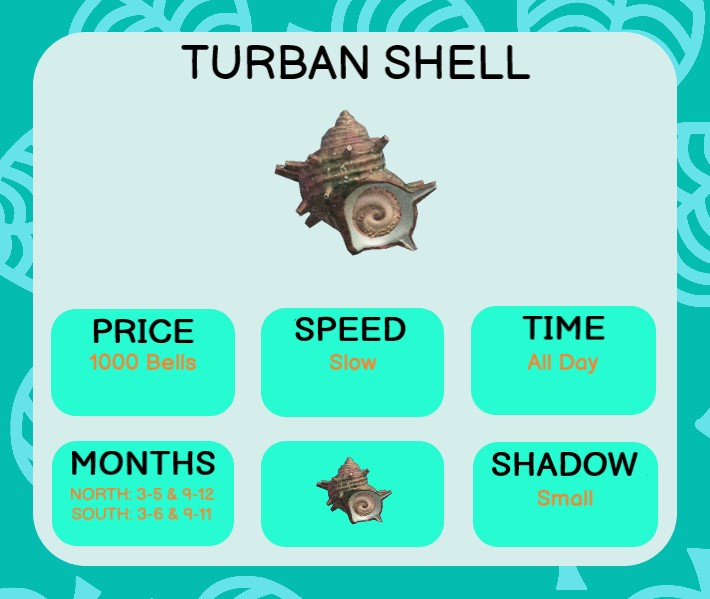 TURBAN SHELL
PRICE
1000 Bells
SPEED
Slow
TIME
All Day
MONTHS
NORTH: 3-5 & 9-12
SOUTH: 3-6 & 9-11
SHADOW
Small